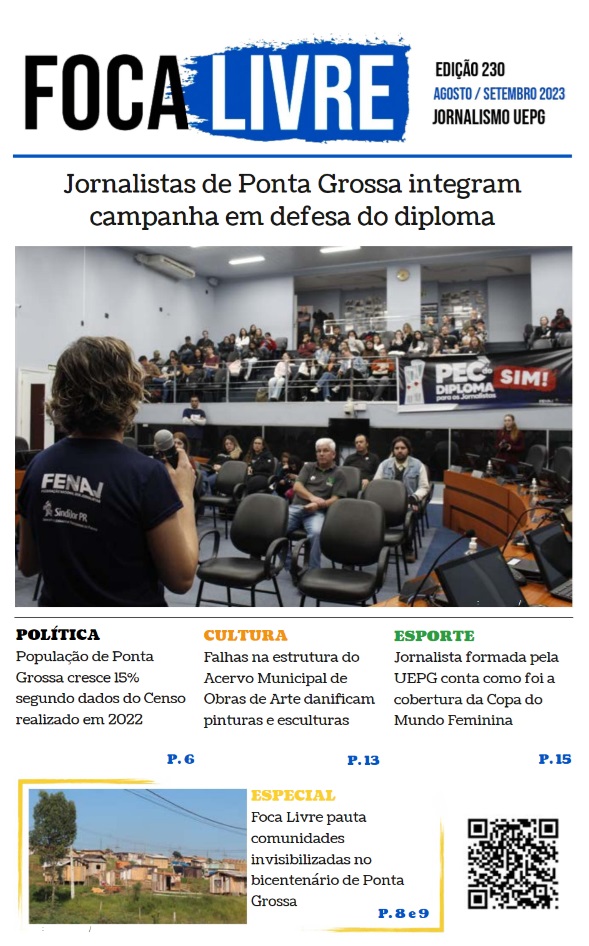 FOCA LIVRE
EDIÇÃO 230
AGOSTO / SETEMBRO 2023
JORNALISMO UEPG
Jornalistas de Ponta Grossa integram
campanha em defesa do diploma
PEC do
DIPLOMA
para os Jornalistas
SIM!
FENAJ
Sindijor PR
POLÍTICA
População de Ponta
Grossa cresce 15%
segundo dados do Censo
realizado em 2022
P. 6
CULTURA
Falhas na estrutura do
Acervo Municipal de
Obras de Arte danificam
pinturas e esculturas
P. 13
ESPORTE
Jornalista formada pela
UEPG conta como foi a
cobertura da Copa do
Mundo Feminina
P. 15
ESPECIAL
Foca Livre pauta
comunidades
invisibilizadas no
bicentenário de Ponta
Grossa
P. 8 e 9